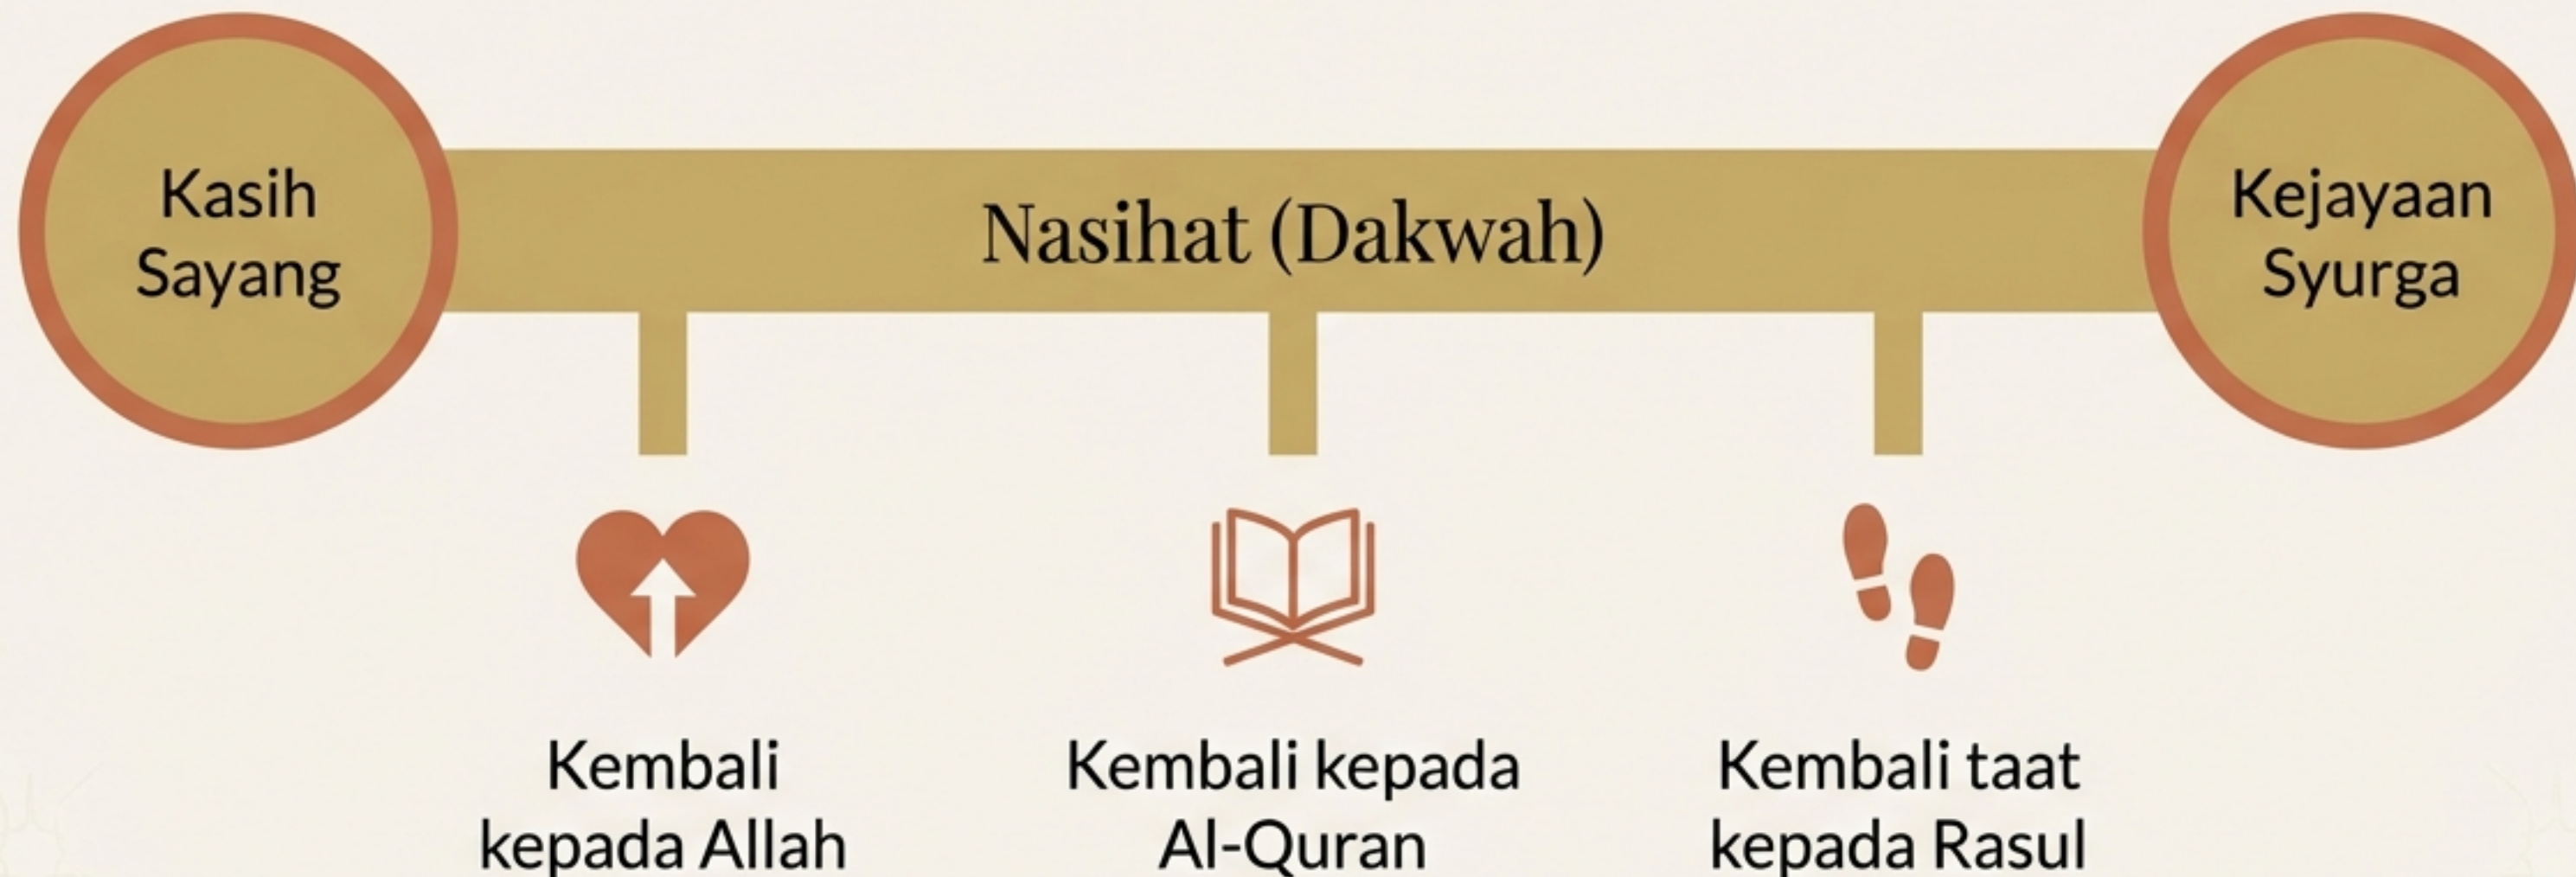 Kasih
Sayang
Nasihat (Dakwah)
Kejayaan
Syurga
Kembali
kepada Allah
Kembali kepada
Al-Quran
Kembali taat
kepada Rasul